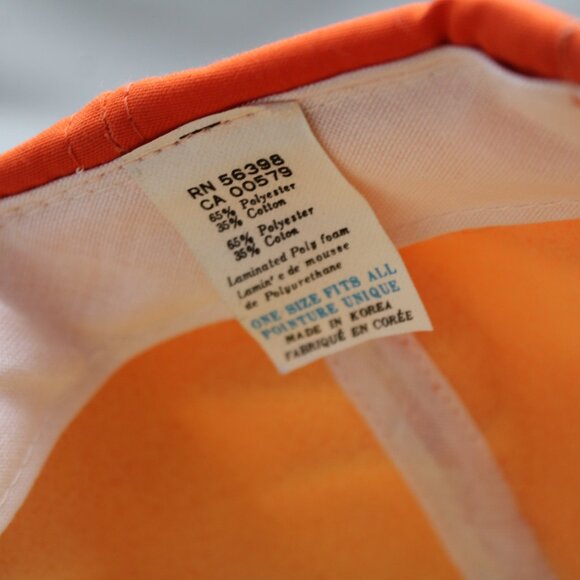 RN 56398
CA 00579
65% Polyester
35% Cotton
65% Polyester
35% Coton
Laminated Poly foam
Lamin'e de mousse
de Polyurethane
ONE SIZE FITS ALL
POINTURE UNIQUE
MADE IN KOREA
FABRIQUÉ EN CORÉE